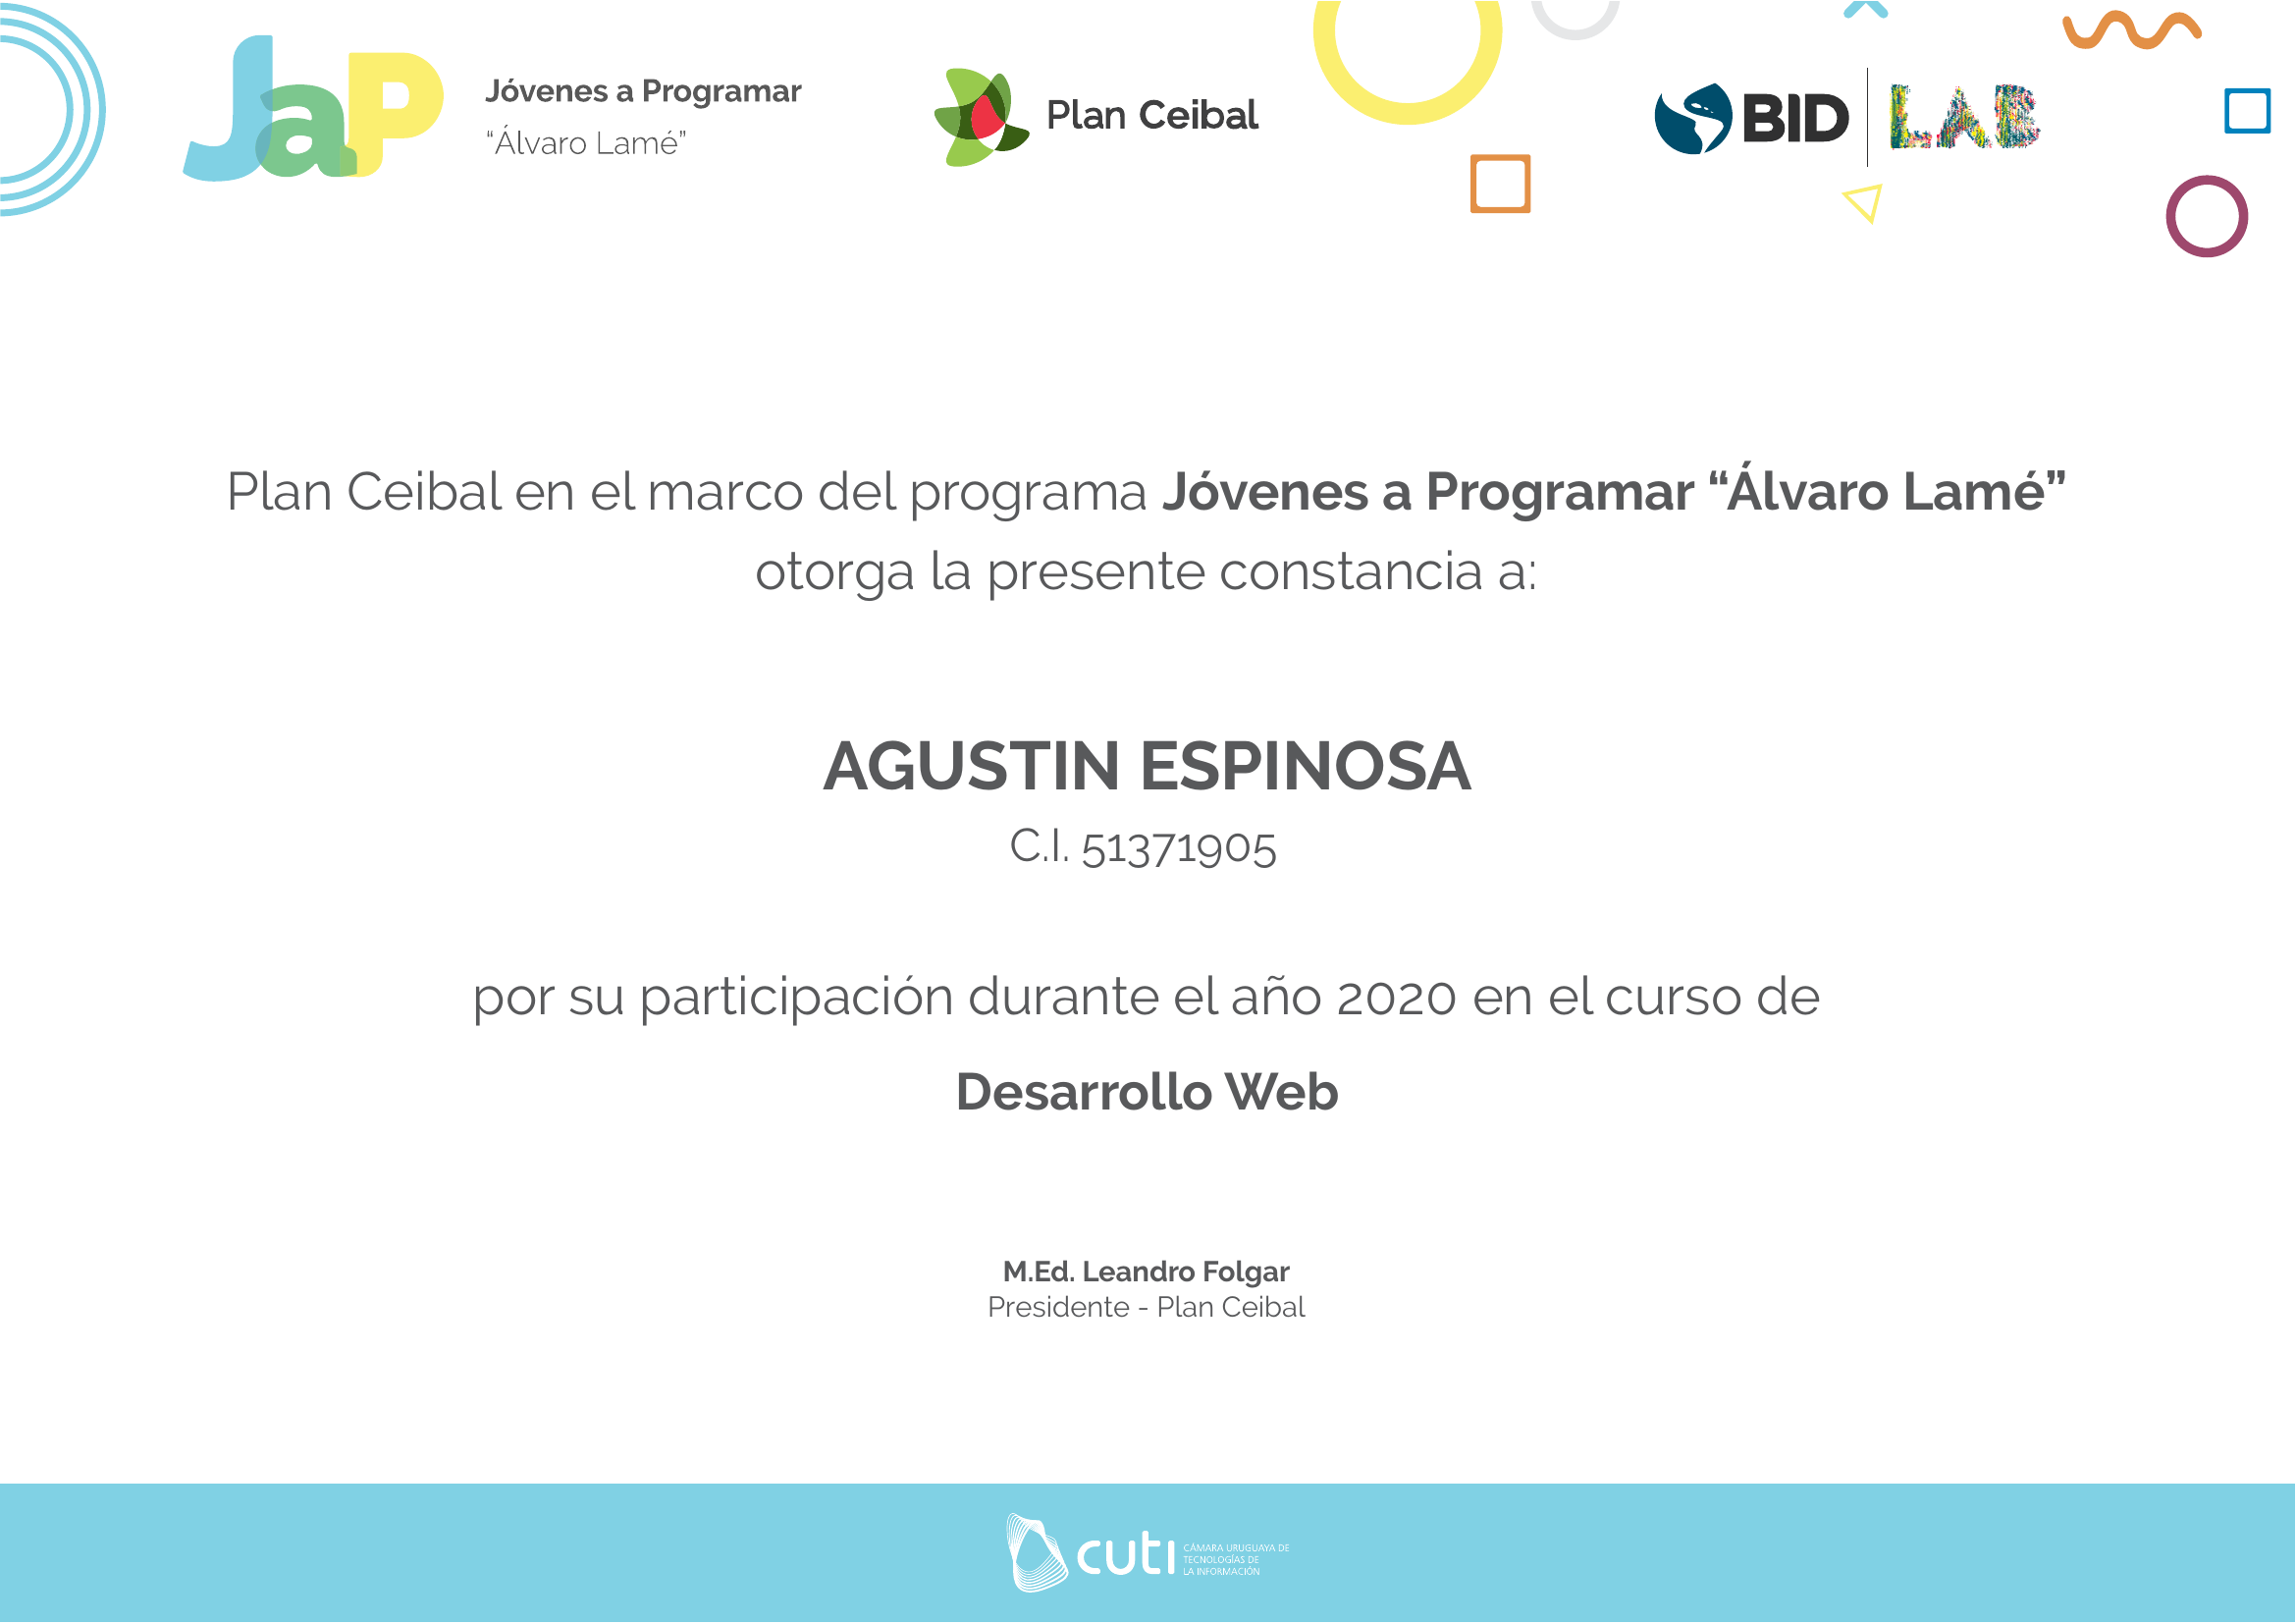 JaP
Jóvenes a Programar
“Álvaro Lamé”
Plan Ceibal
BID LAB
Plan Ceibal en el marco del programa Jóvenes a Programar “Álvaro Lamé”
otorga la presente constancia a:
AGUSTIN ESPINOSA
C.I. 51371905
por su participación durante el año 2020 en el curso de
Desarrollo Web
M.Ed. Leandro Folgar
Presidente - Plan Ceibal
cuti
CÁMARA URUGUAYA DE
TECNOLOGÍAS DE
LA INFORMACIÓN